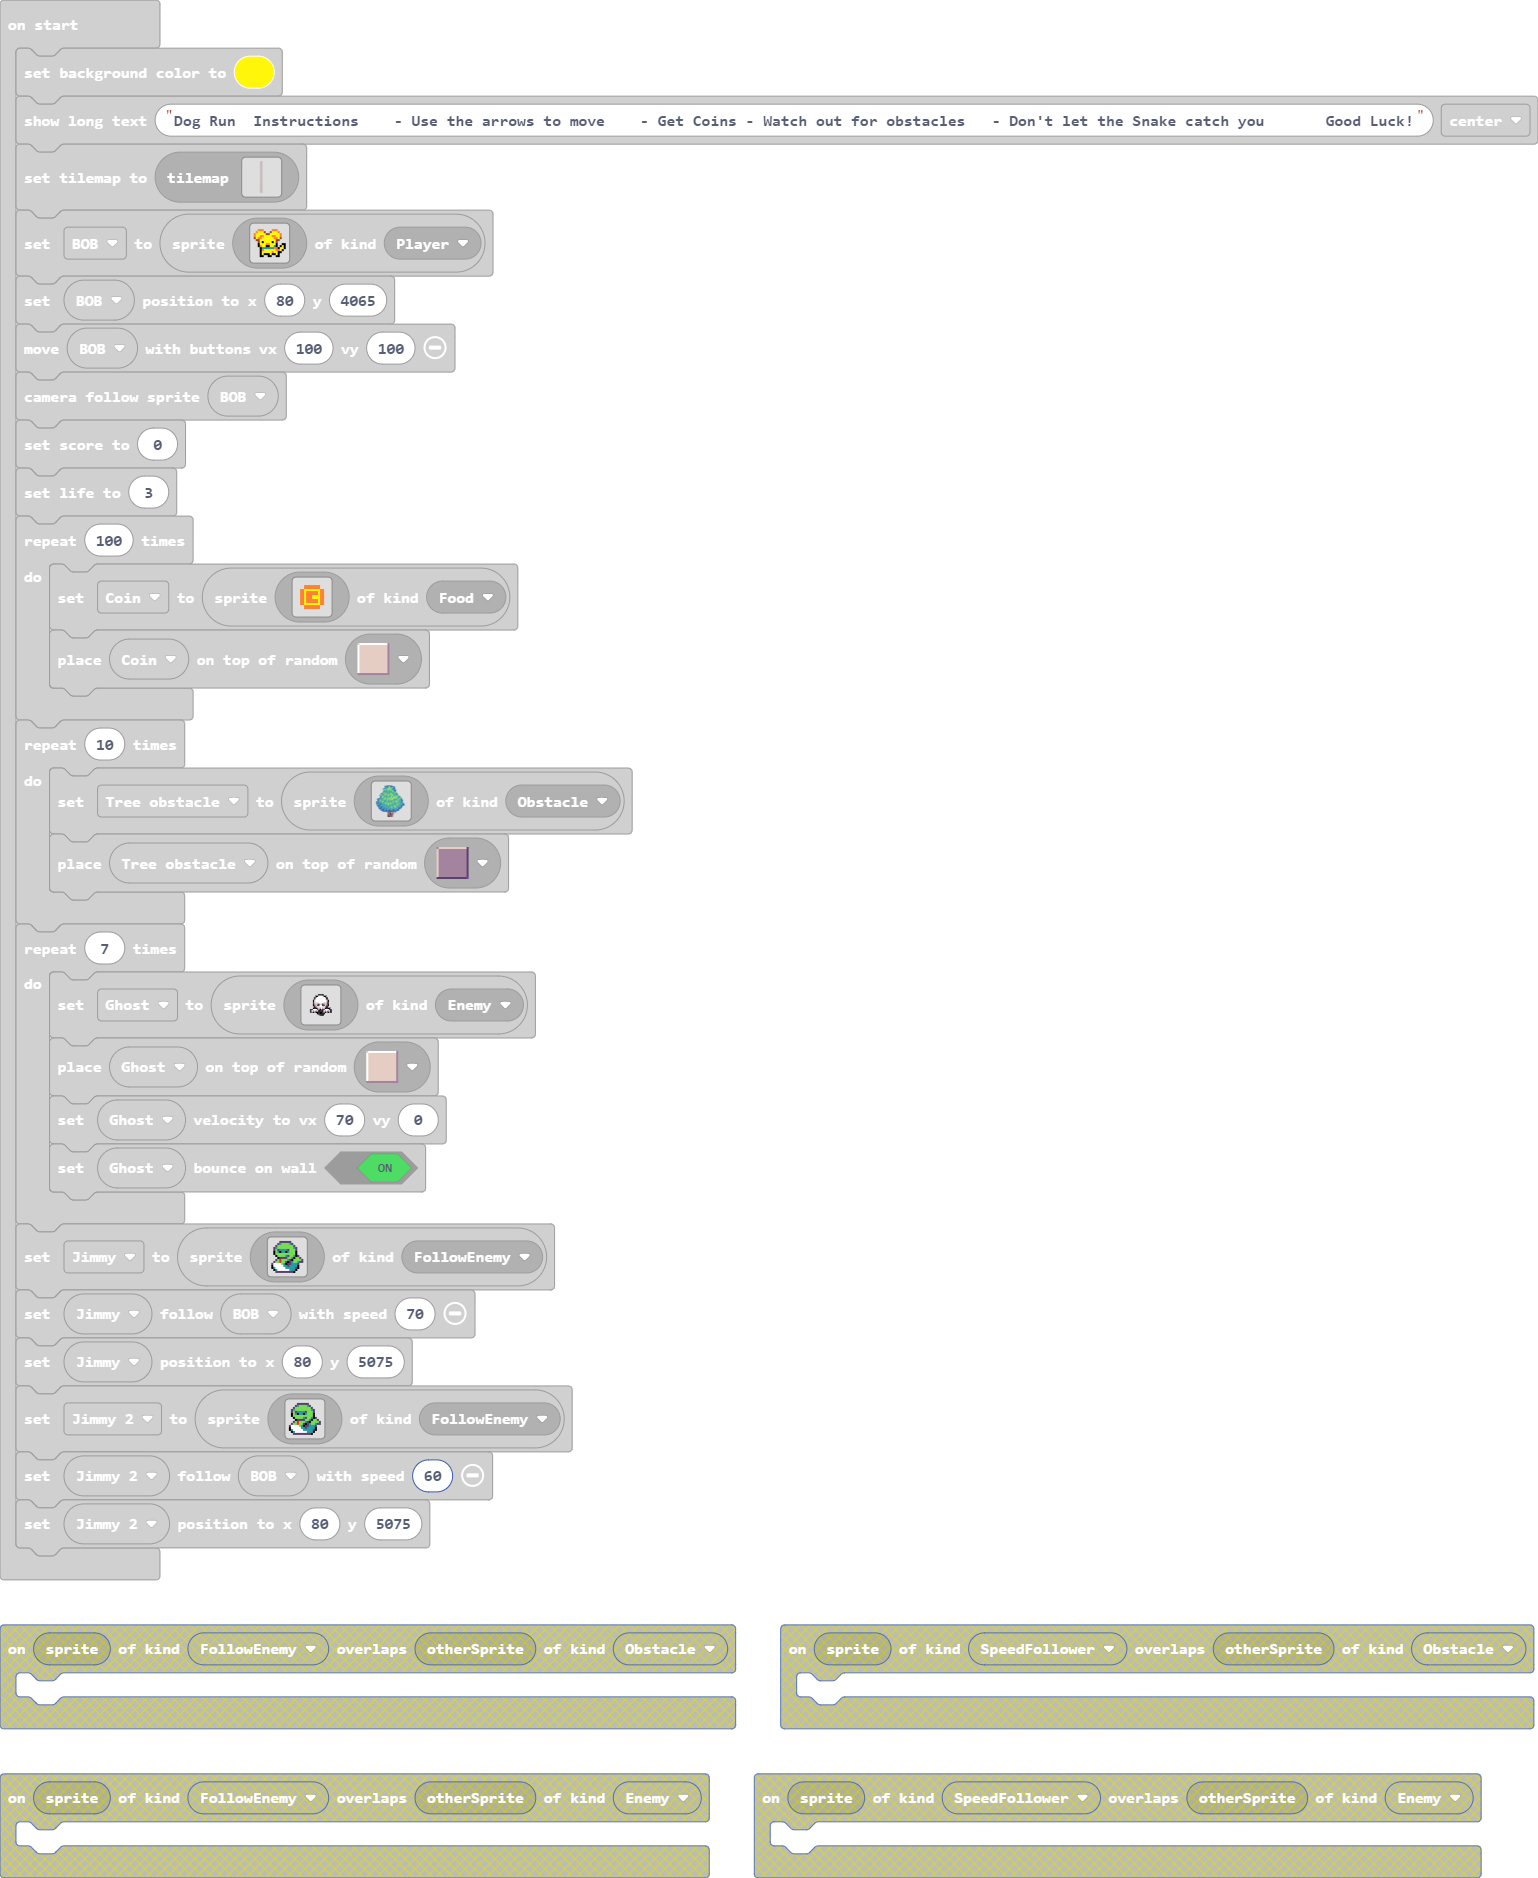 on start
set background color to
show long text "Dog Run  Instructions    - Use the arrows to move    - Get Coins - Watch out for obstacles   - Don't let the Snake catch you       Good Luck!" center
set tilemap to tilemap
set BOB to sprite of kind Player
set BOB position to x 80 y 4065
move BOB with buttons vx 100 vy 100
camera follow sprite BOB
set score to 0
set life to 3
repeat 100 times
do
set Coin to sprite of kind Food
place Coin on top of random
repeat 10 times
do
set Tree obstacle to sprite of kind Obstacle
place Tree obstacle on top of random
repeat 7 times
do
set Ghost to sprite of kind Enemy
place Ghost on top of random
set Ghost velocity to vx 70 vy 0
set Ghost bounce on wall ON
set Jimmy to sprite of kind FollowEnemy
set Jimmy follow BOB with speed 70
set Jimmy position to x 80 y 5075
set Jimmy 2 to sprite of kind FollowEnemy
set Jimmy 2 follow BOB with speed 60
set Jimmy 2 position to x 80 y 5075
on sprite of kind FollowEnemy overlaps otherSprite of kind Obstacle
on sprite of kind SpeedFollower overlaps otherSprite of kind Obstacle
on sprite of kind FollowEnemy overlaps otherSprite of kind Enemy
on sprite of kind SpeedFollower overlaps otherSprite of kind Enemy